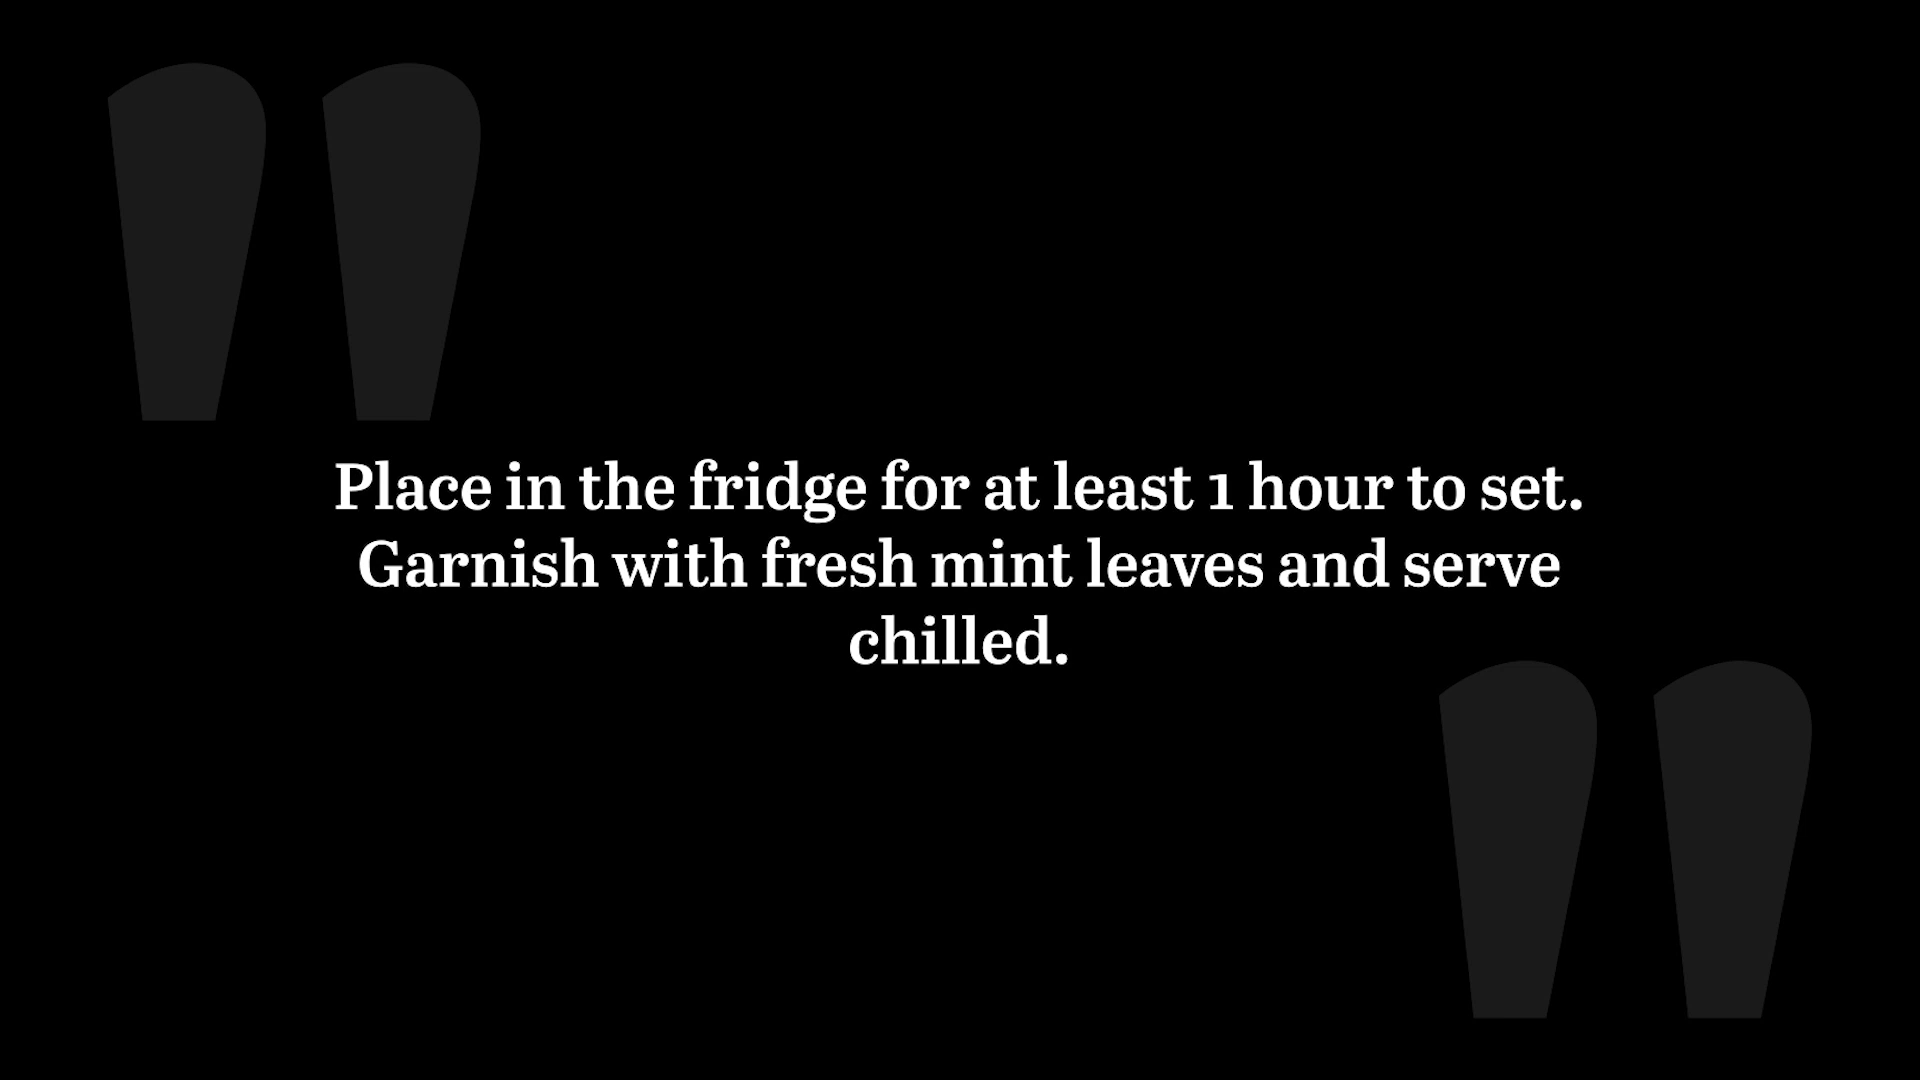 Place in the fridge for at least 1 hour to set.
Garnish with fresh mint leaves and serve
chilled.